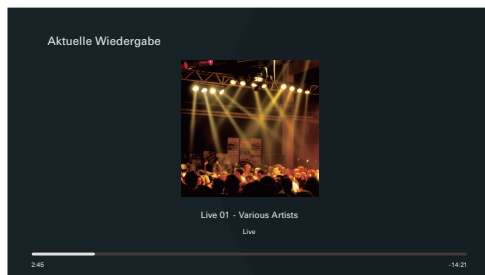 Aktuelle Wiedergabe
Live 01 - Various Artists
Live
2:45
-14:21